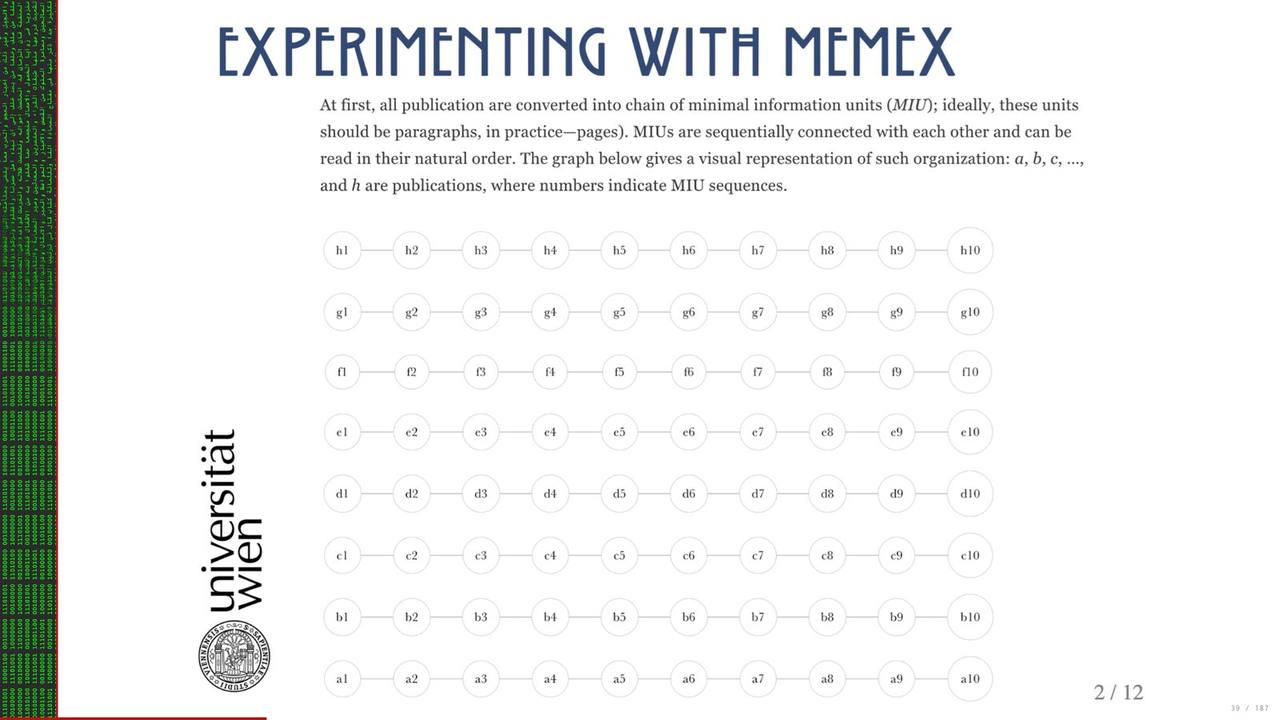 EXPERIMENTING WITH MEMEX
At first, all publication are converted into chain of minimal information units (MIU); ideally, these units
should be paragraphs, in practice—pages). MIUs are sequentially connected with each other and can be
read in their natural order. The graph below gives a visual representation of such organization: a, b, c, ...,
and h are publications, where numbers indicate MIU sequences.
h1 h2 h3 h4 h5 h6 h7 h8 h9 h10
g1 g2 g3 g4 g5 g6 g7 g8 g9 g10
f1 f2 f3 f4 f5 f6 f7 f8 f9 f10
e1 e2 e3 e4 e5 e6 e7 e8 e9 e10
d1 d2 d3 d4 d5 d6 d7 d8 d9 d10
c1 c2 c3 c4 c5 c6 c7 c8 c9 c10
b1 b2 b3 b4 b5 b6 b7 b8 b9 b10
a1 a2 a3 a4 a5 a6 a7 a8 a9 a10
universität
wien
2 / 12
39 / 187